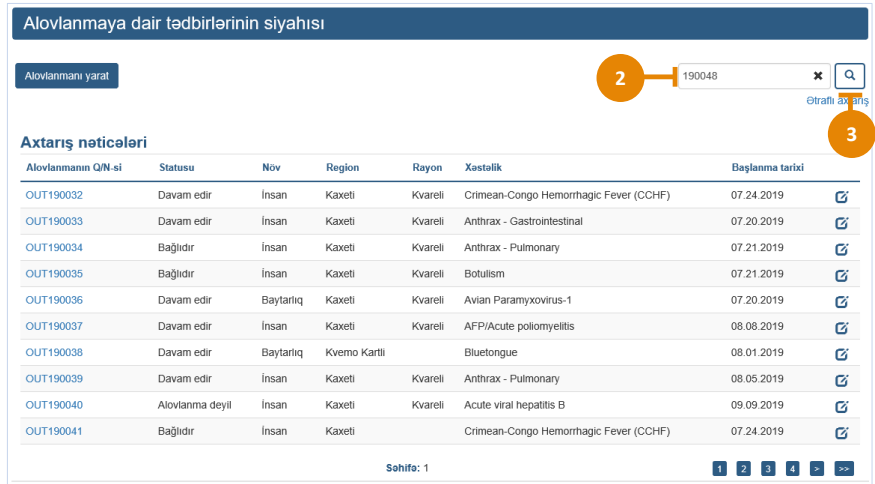 Alovlanmaya dair tədbirlərinin siyahısı
Alovlanmanı yarat
2
190048
Ətraflı axtarış
3
Axtarış nəticələri
Alovlanmanın Q/N-si Statusu Növ Region Rayon Xəstəlik Başlanma tarixi
OUT190032 Davam edir İnsan Kaxeti Kvareli Crimean-Congo Hemorrhagic Fever (CCHF) 07.24.2019
OUT190033 Davam edir İnsan Kaxeti Kvareli Anthrax - Gastrointestinal 07.20.2019
OUT190034 Bağlıdır İnsan Kaxeti Kvareli Anthrax - Pulmonary 07.21.2019
OUT190035 Bağlıdır İnsan Kaxeti Kvareli Botulism 07.21.2019
OUT190036 Davam edir Baytarlıq Kaxeti Kvareli Avian Paramyxovirus-1 07.20.2019
OUT190037 Davam edir İnsan Kaxeti Kvareli AFP/Acute poliomyelitis 08.08.2019
OUT190038 Davam edir Baytarlıq Kvemo Kartli Bluetongue 08.01.2019
OUT190039 Davam edir İnsan Kaxeti Kvareli Anthrax - Pulmonary 08.05.2019
OUT190040 Alovlanma deyil İnsan Kaxeti Kvareli Acute viral hepatitis B 09.09.2019
OUT190041 Bağlıdır İnsan Kaxeti Crimean-Congo Hemorrhagic Fever (CCHF) 07.24.2019
Səhifə: 1 1 2 3 4 > >>